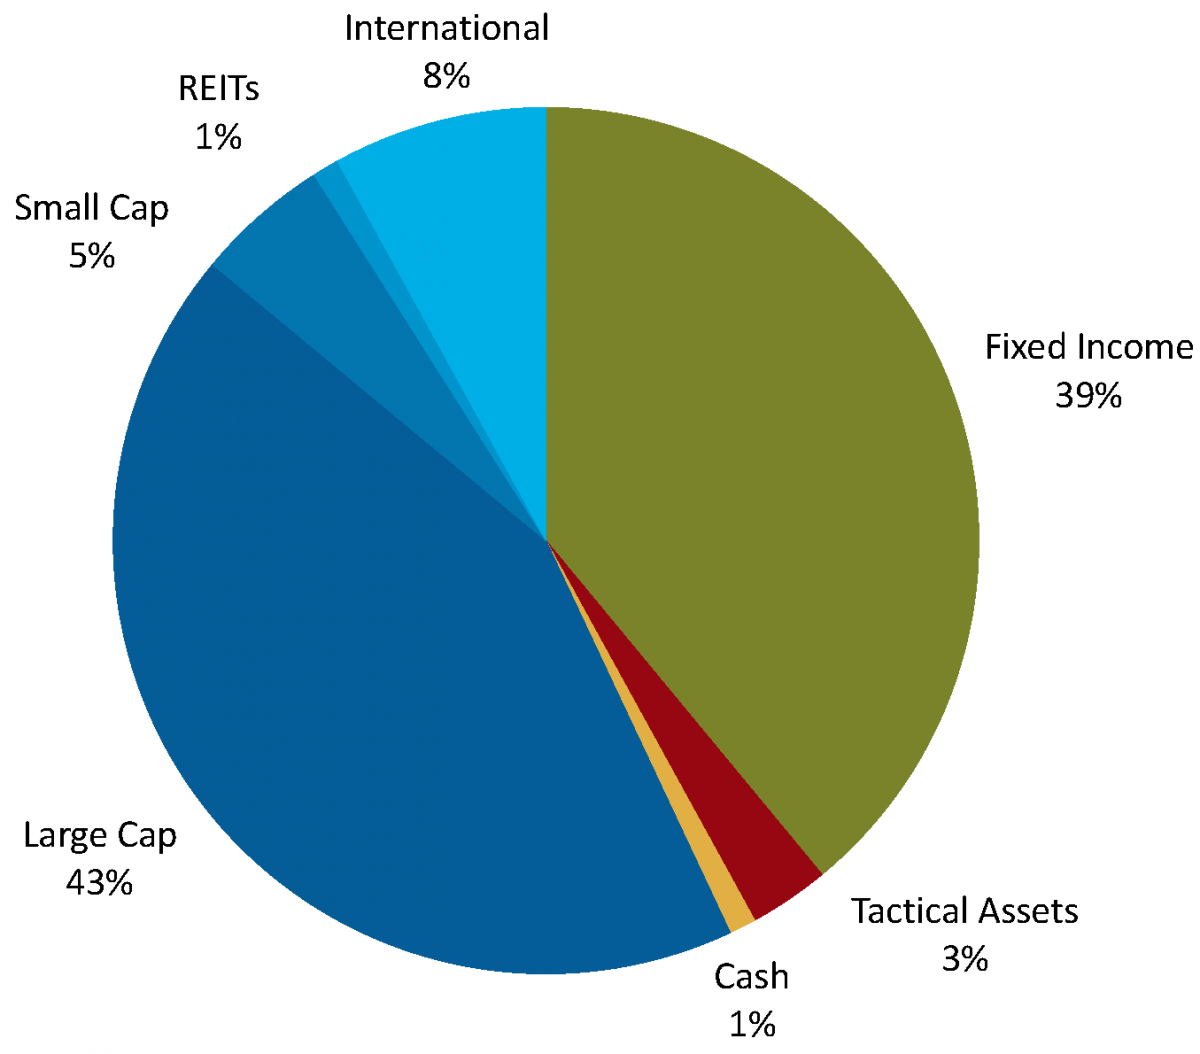 International
8%
REITs
1%
Small Cap
5%
Fixed Income
39%
Large Cap
43%
Tactical Assets
3%
Cash
1%